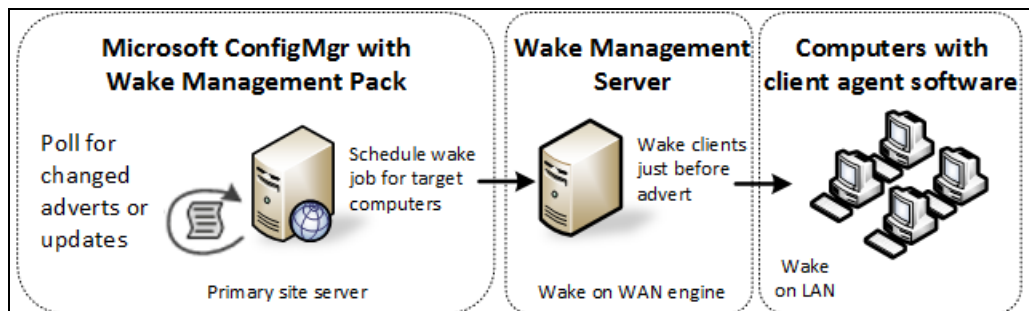 Microsoft ConfigMgr with
Wake Management Pack
Poll for
changed
adverts or
updates
Schedule wake
job for target
computers
Primary site server
Wake Management
Server
Wake clients
just before
advert
Wake on WAN engine
Computers with
client agent software
Wake
on LAN